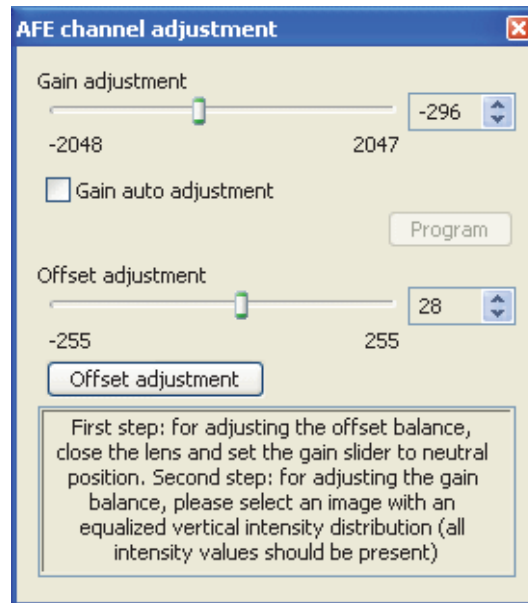 AFE channel adjustment
Gain adjustment
-296
-2048 2047
Gain auto adjustment
Program
Offset adjustment
28
-255 255
Offset adjustment
First step: for adjusting the offset balance,
close the lens and set the gain slider to neutral
position. Second step: for adjusting the gain
balance, please select an image with an
equalized vertical intensity distribution (all
intensity values should be present)